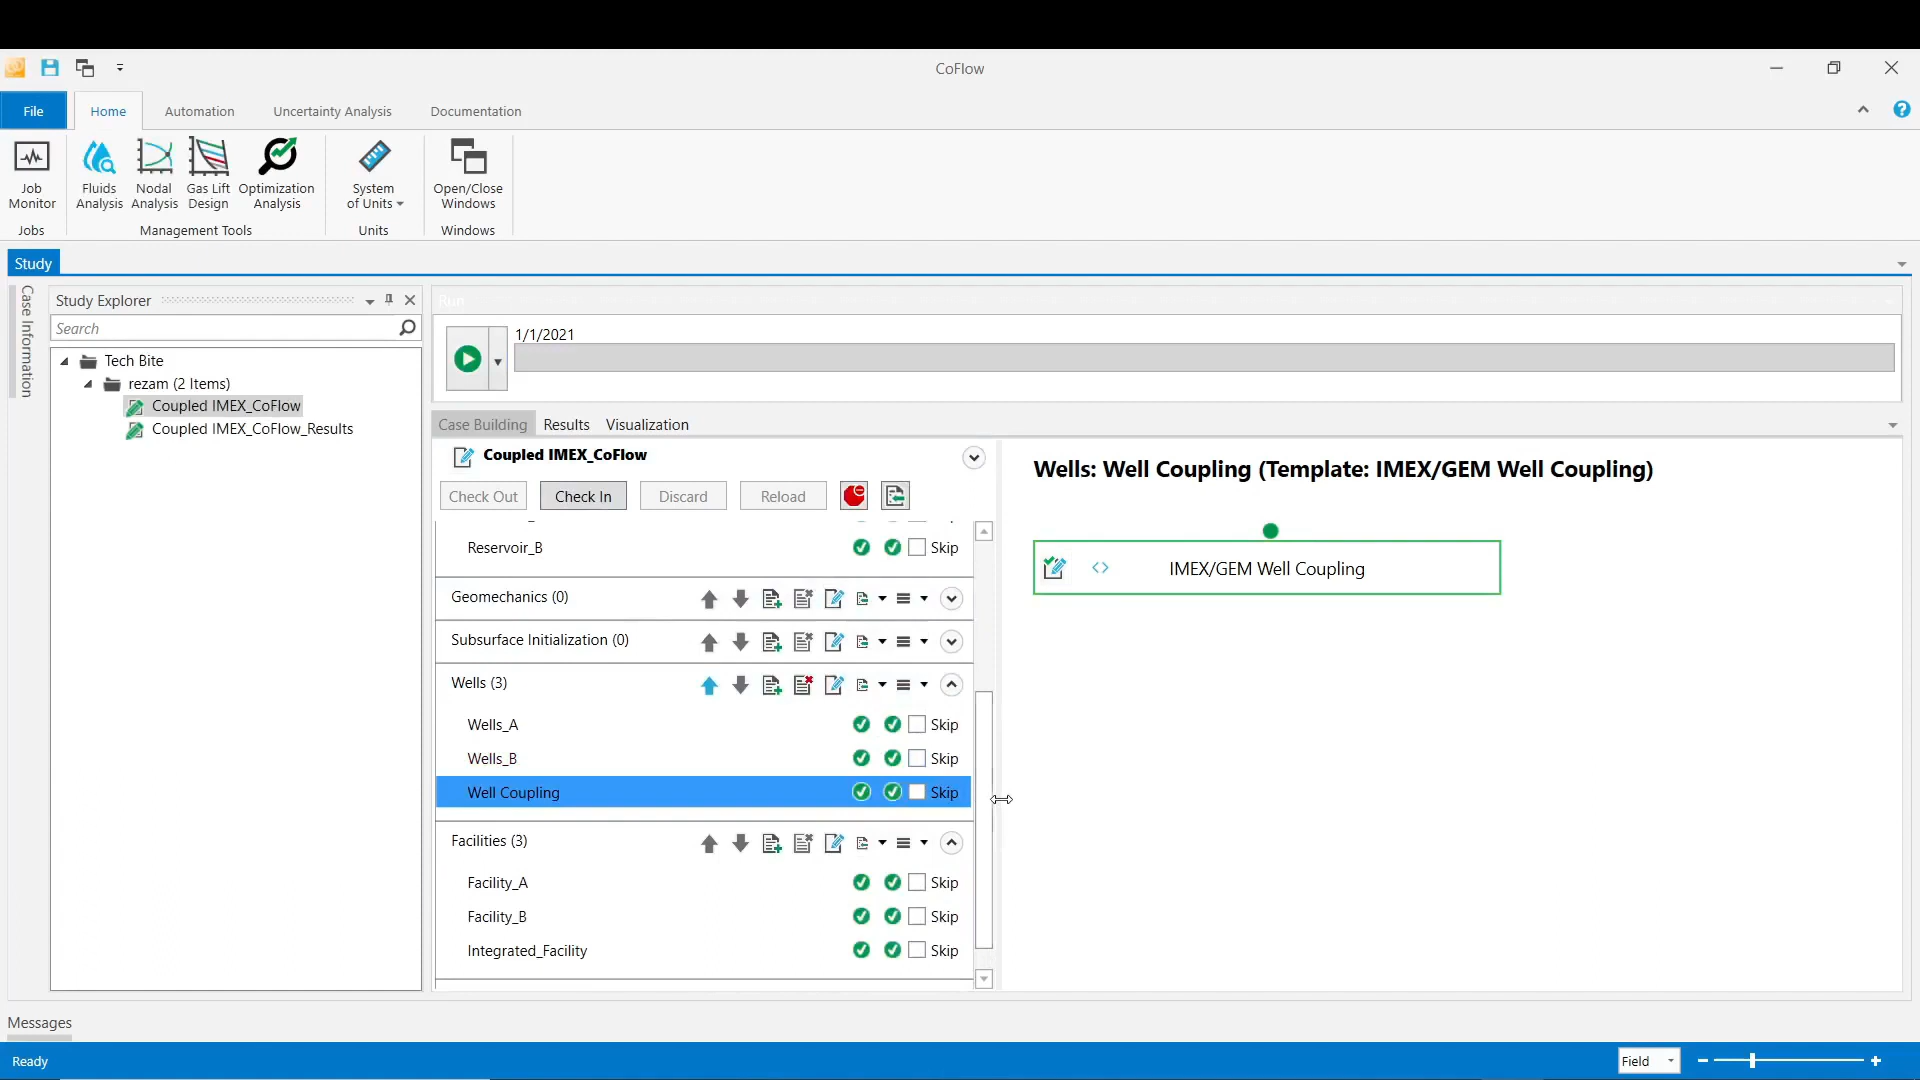 CoFlow
File
Home
Automation
Uncertainty Analysis
Documentation
Job
Monitor
Fluids
Analysis
Nodal
Analysis
Gas Lift
Design
Optimization
Analysis
System
of Units
Open/Close
Windows
Jobs
Management Tools
Units
Windows
Study
Case Information
Study Explorer
Search
Tech Bite
rezam (2 Items)
Coupled IMEX_CoFlow
Coupled IMEX_CoFlow_Results
Run
1/1/2021
Case Building
Results
Visualization
Coupled IMEX_CoFlow
Check Out
Check In
Discard
Reload
Reservoir_B
Skip
Geomechanics (0)
Subsurface Initialization (0)
Wells (3)
Wells_A
Skip
Wells_B
Skip
Well Coupling
Skip
Facilities (3)
Facility_A
Skip
Facility_B
Skip
Integrated_Facility
Skip
Wells: Well Coupling (Template: IMEX/GEM Well Coupling)
IMEX/GEM Well Coupling
Messages
Ready
Field